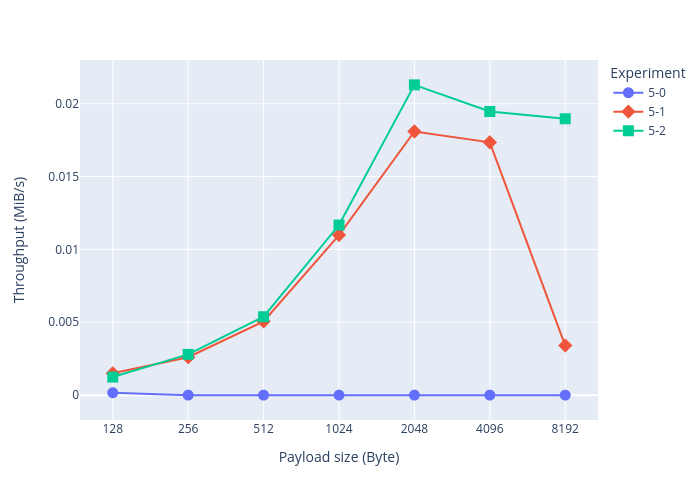 Experiment
5-0
5-1
5-2
0.02
0.015
0.01
0.005
0
Throughput (MiB/s)
128 256 512 1024 2048 4096 8192
Payload size (Byte)